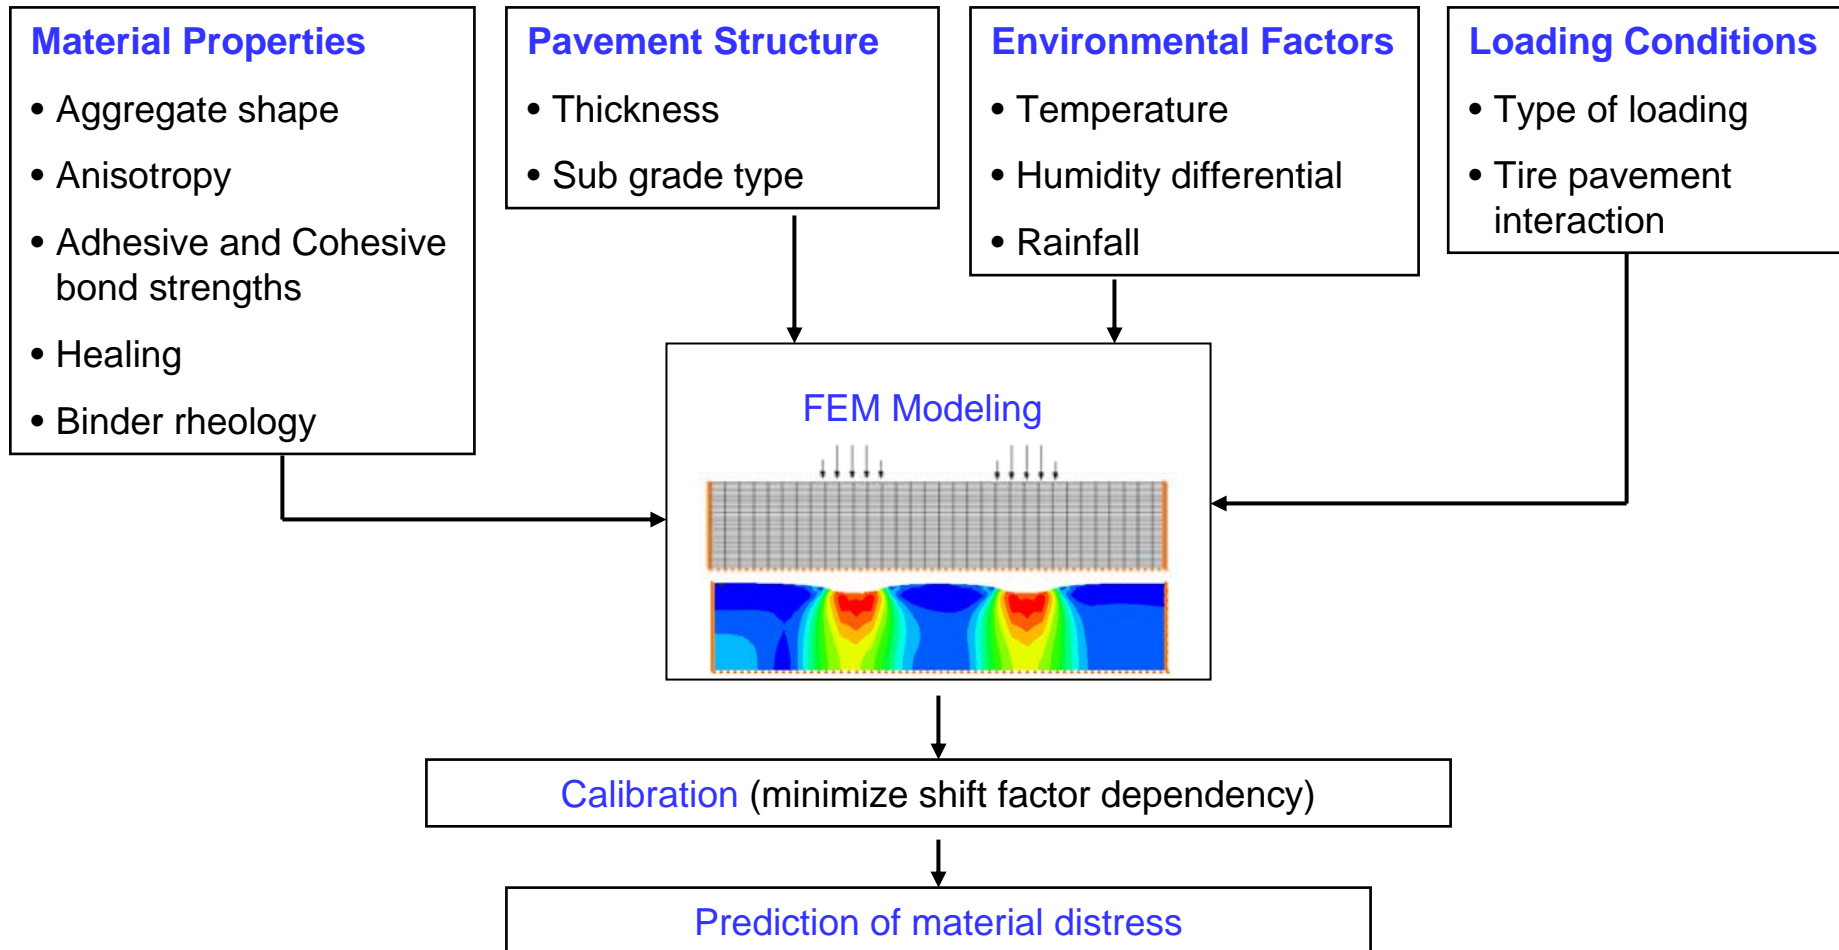 Material Properties
• Aggregate shape
• Anisotropy
• Adhesive and Cohesive
bond strengths
• Healing
• Binder rheology
Pavement Structure
• Thickness
• Sub grade type
Environmental Factors
• Temperature
• Humidity differential
• Rainfall
Loading Conditions
• Type of loading
• Tire pavement
interaction
FEM Modeling
Calibration (minimize shift factor dependency)
Prediction of material distress